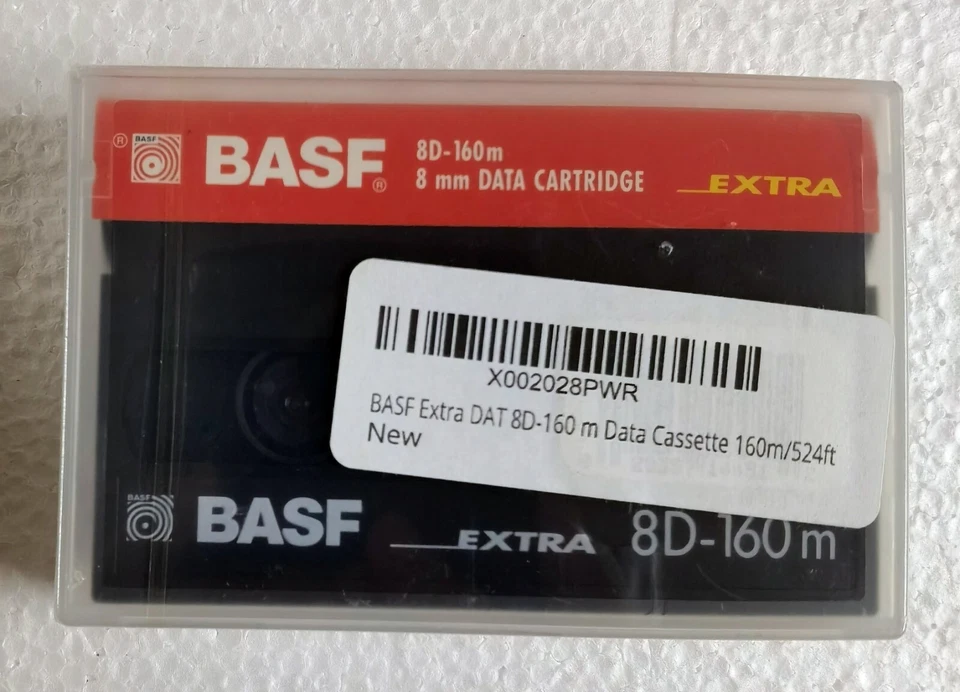 ® BASF BASF® 8D-160m
8 mm DATA CARTRIDGE EXTRA
X002028PWR
BASF Extra DAT 8D-160 m Data Cassette 160m/524ft
New
BASF BASF EXTRA 8D-160 m